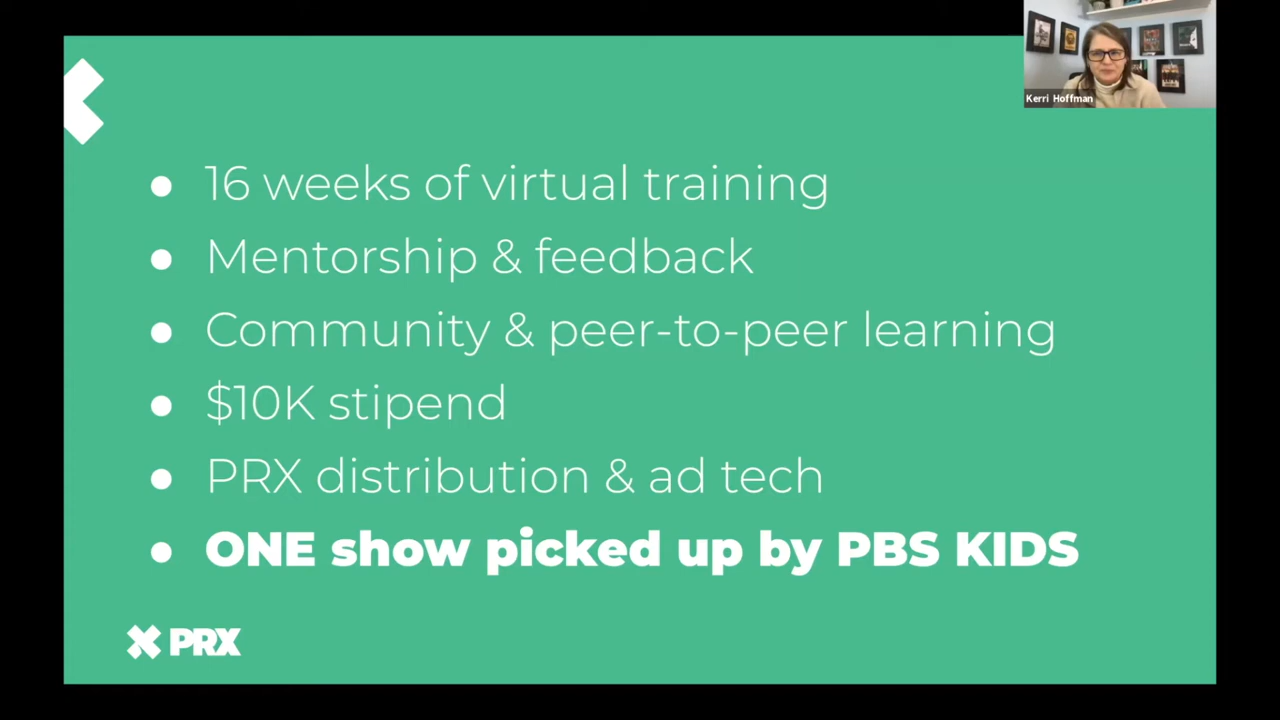 Kerri Hoffman
● 16 weeks of virtual training
● Mentorship & feedback
● Community & peer-to-peer learning
● $10K stipend
● PRX distribution & ad tech
● ONE show picked up by PBS KIDS
PRX